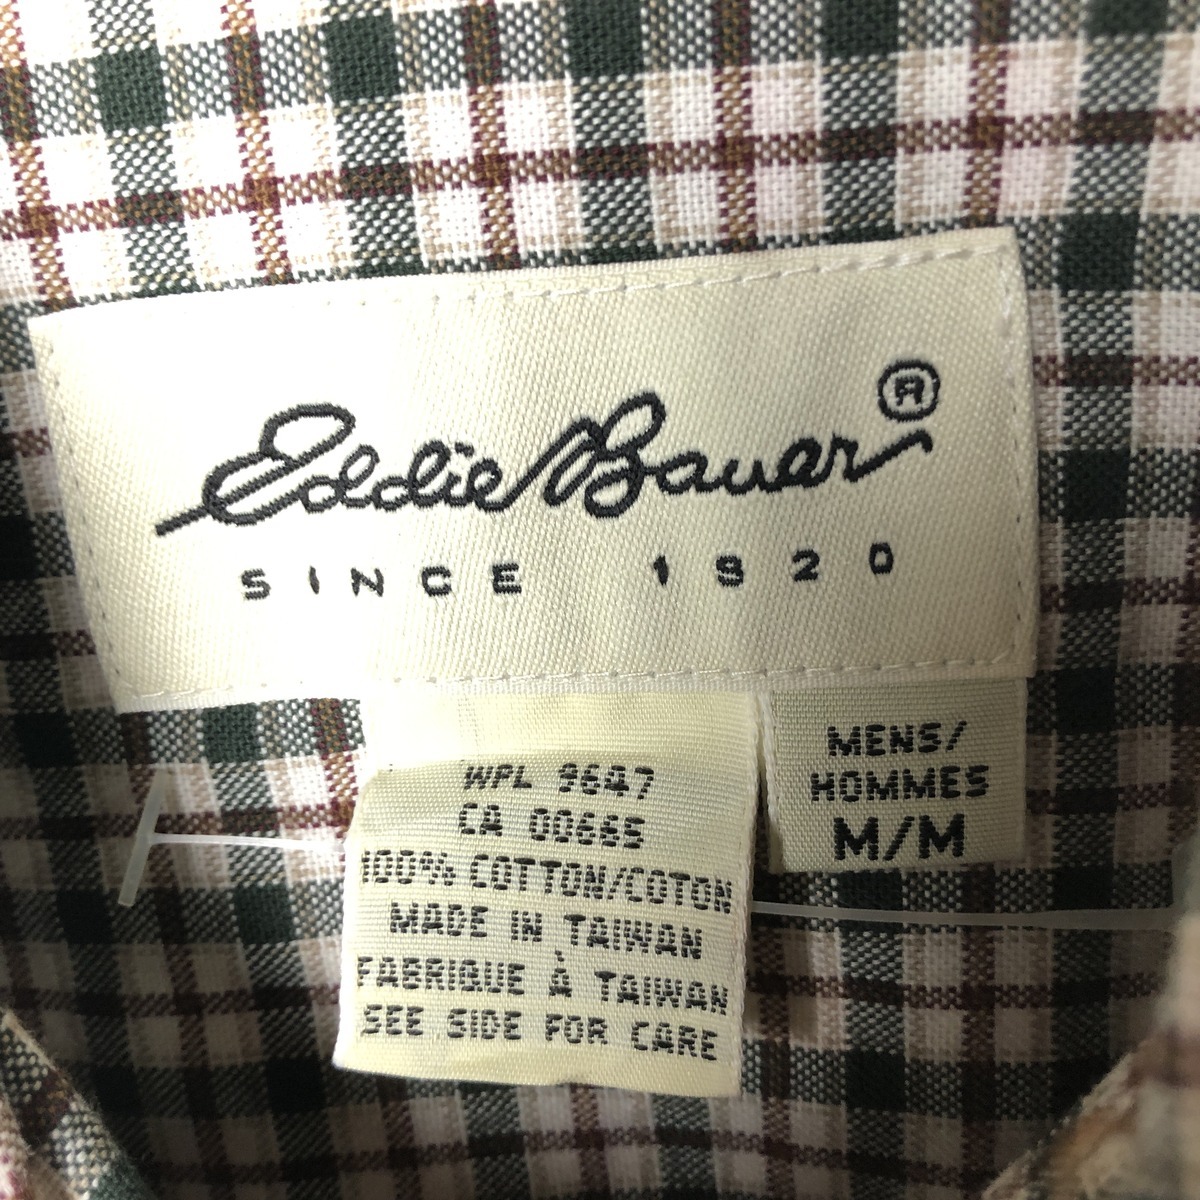 Eddie Bauer ®
SINCE 1920
MENS/
HOMMES
M/M
WPL 9647
CA 00665
100% COTTON/COTON
MADE IN TAIWAN
FABRIQUE À TAIWAN
SEE SIDE FOR CARE